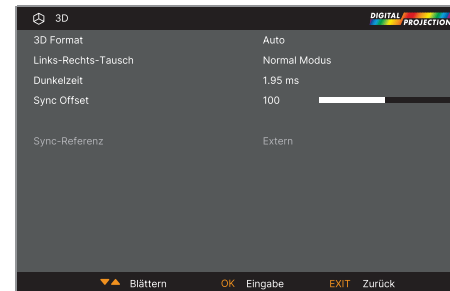 3D
DIGITAL PROJECTION
3D Format Auto
Links-Rechts-Tausch Normal Modus
Dunkelzeit 1.95 ms
Sync Offset 100
Sync-Referenz Extern
Blättern OK Eingabe EXIT Zurück